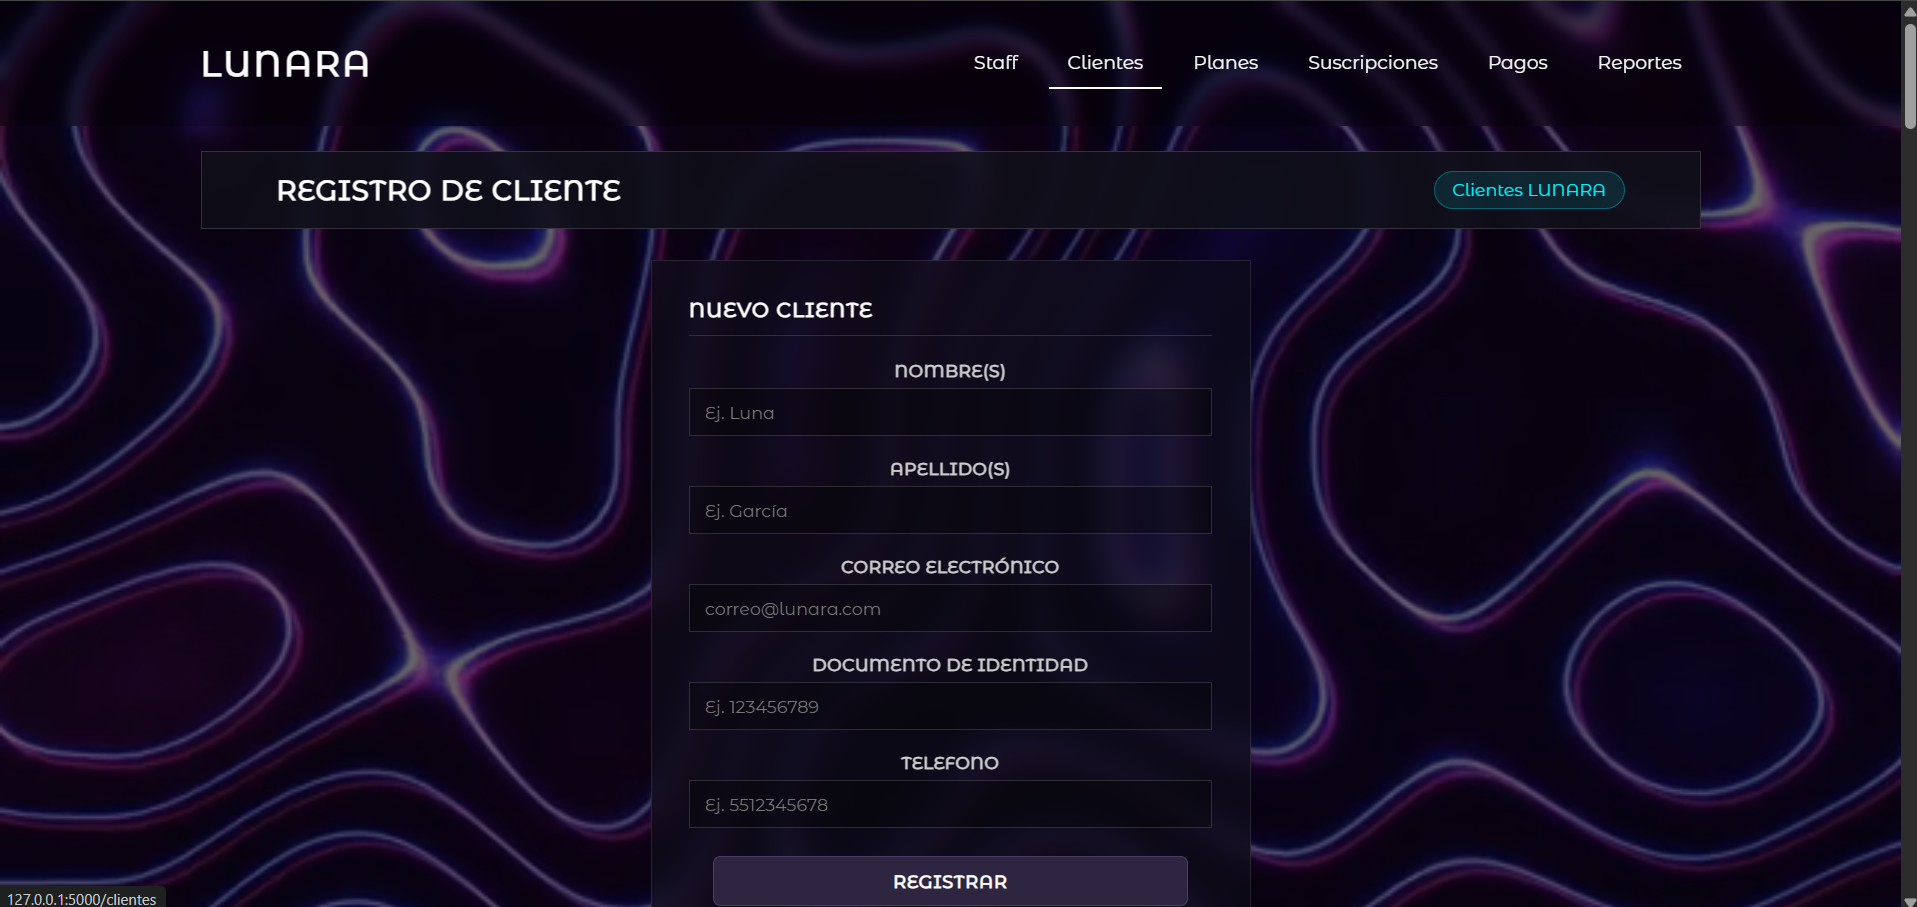 LUNARA
Staff Clientes Planes Suscripciones Pagos Reportes
REGISTRO DE CLIENTE
Clientes LUNARA
NUEVO CLIENTE
NOMBRE(S)
Ej. Luna
APELLIDO(S)
Ej. García
CORREO ELECTRÓNICO
correo@lunara.com
DOCUMENTO DE IDENTIDAD
Ej. 123456789
TELEFONO
Ej. 5512345678
REGISTRAR
127.0.0.1:5000/clientes